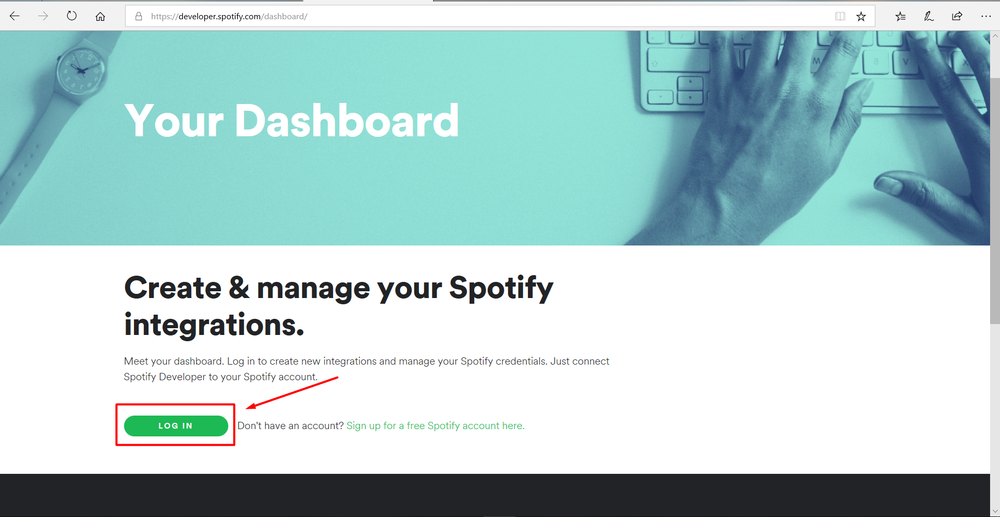 https://developer.spotify.com/dashboard/
M B V X
Your Dashboard
Create & manage your Spotify
integrations.
Meet your dashboard. Log in to create new integrations and manage your Spotify credentials. Just connect
Spotify Developer to your Spotify account.
LOG IN Don't have an account? Sign up for a free Spotify account here.